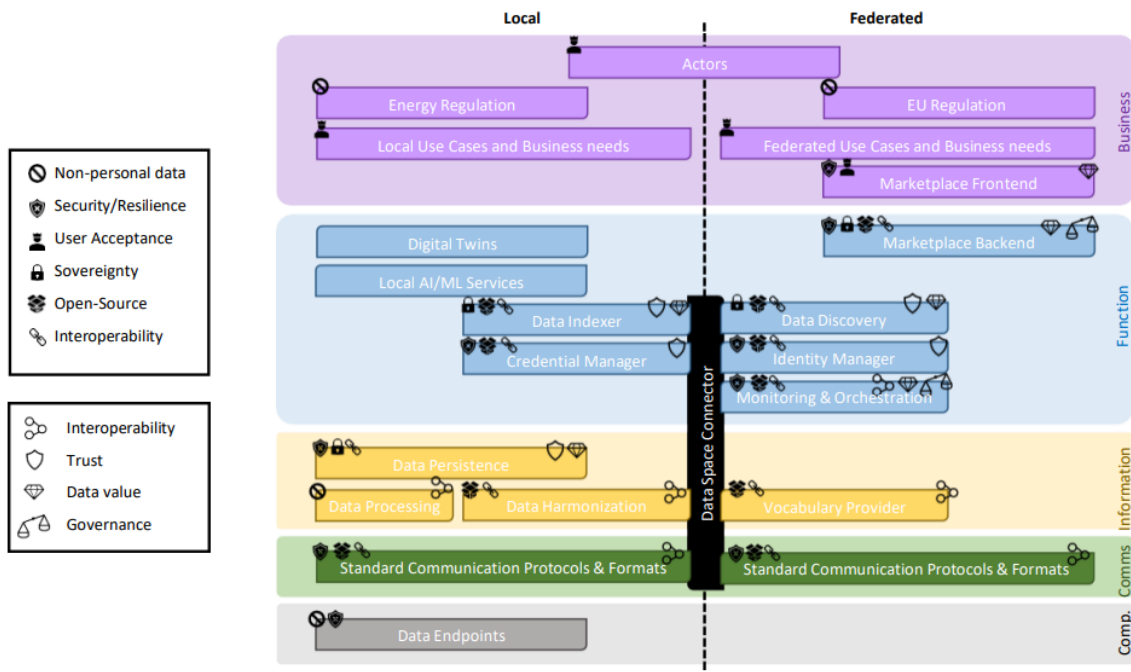 Local
Federated
Actors
Energy Regulation
EU Regulation
Local Use Cases and Business needs
Federated Use Cases and Business needs
Marketplace Frontend
Business
Non-personal data
Security/Resilience
User Acceptance
Sovereignty
Open-Source
Interoperability
Digital Twins
Marketplace Backend
Local AI/ML Services
Data Indexer
Data Discovery
Credential Manager
Identity Manager
Monitoring & Orchestration
Function
Data Space Connector
Interoperability
Trust
Data value
Governance
Data Persistence
Data Processing
Data Harmonization
Vocabulary Provider
Information
Standard Communication Protocols & Formats
Standard Communication Protocols & Formats
Comms
Data Endpoints
Comp.